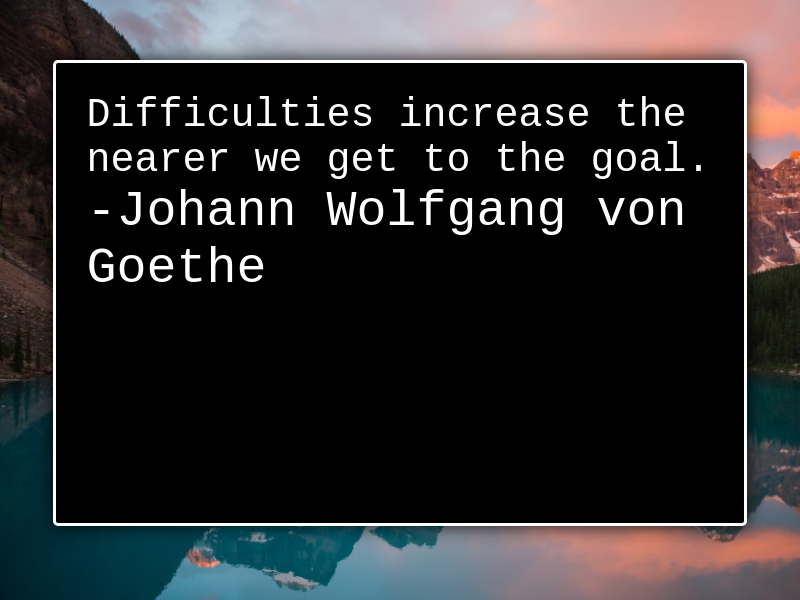 Difficulties increase the
nearer we get to the goal.
-Johann Wolfgang von
Goethe